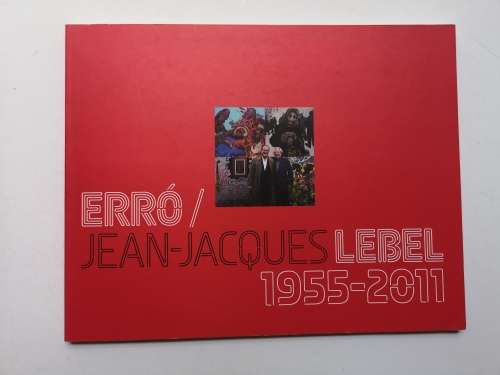 ERRÓ /
JEAN-JACQUES LEBEL
1955-2011